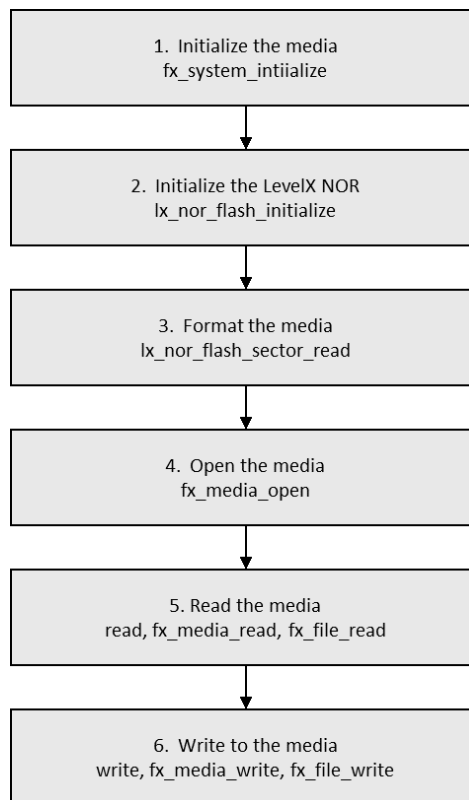 1. Initialize the media
fx_system_intiialize
2. Initialize the LevelX NOR
lx_nor_flash_initialize
3. Format the media
lx_nor_flash_sector_read
4. Open the media
fx_media_open
5. Read the media
read, fx_media_read, fx_file_read
6. Write to the media
write, fx_media_write, fx_file_write